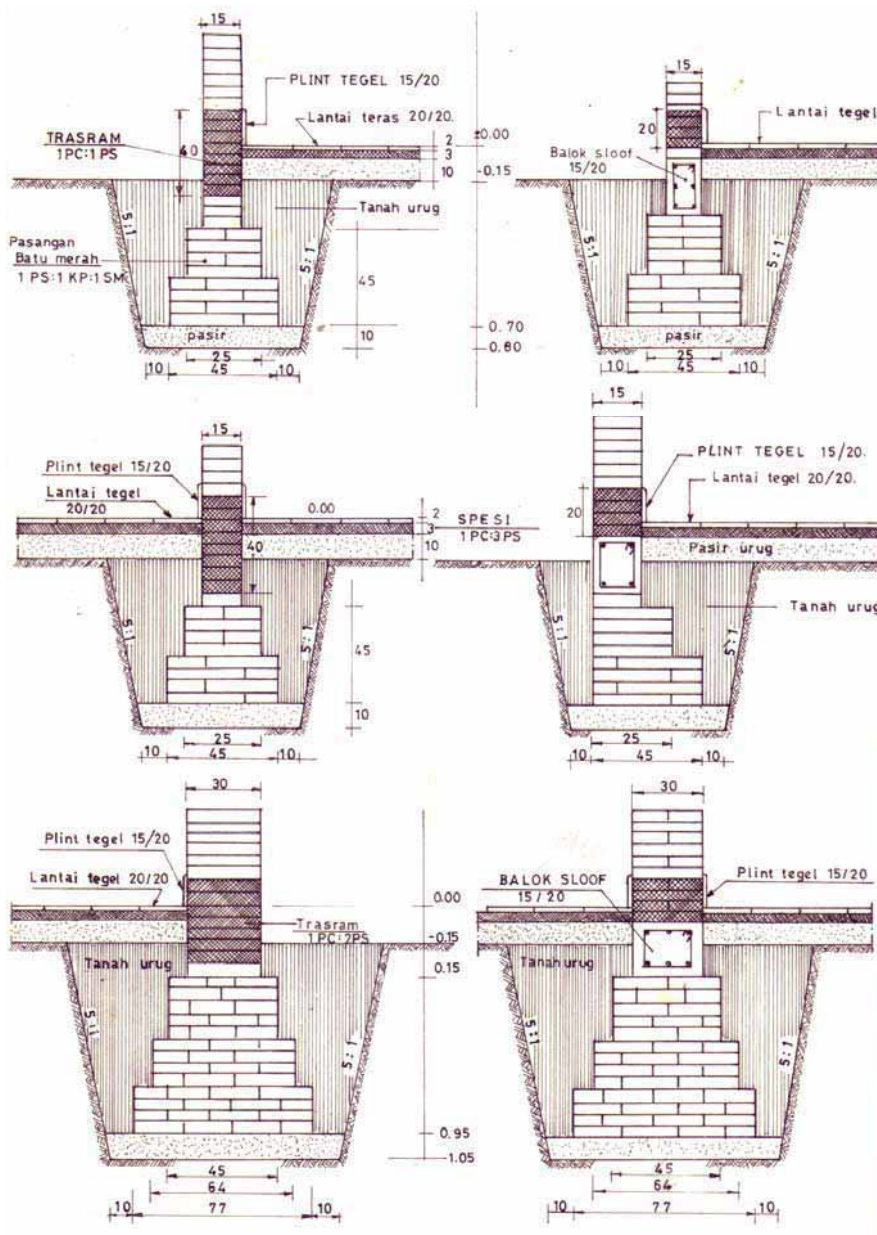 15
PLINT TEGEL 15/20
Lantai teras 20/20.
TRASRAM
1PC:1PS
40
2
3
10
0.00
-0.15
Tanah urug
5:1
5:1
Pasangan
Batu merah
1 PS:1 KP:1SM
45
10
pasir
25
10
45
10
0.70
0.80
15
Lantai tegel
20
Balok sloof
15/20
5:1
5:1
pasir
25
10
45
10
15
Plint tegel 15/20
Lantai tegel
20/20
0.00
2
3
10
40
SPESI
1PC:3PS
5:1
5:1
45
10
25
10
45
10
15
PLINT TEGEL 15/20.
Lantai tegel 20/20.
20
Pasir urug
Tanah urug
5:1
5:1
25
10
45
10
30
Plint tegel 15/20
Lantai tegel 20/20
Trasram
1PC:2PS
0.00
-0.15
0.15
Tanah urug
5:1
5:1
0.95
1.05
45
64
10
77
10
30
BALOK SLOOF
15/20
Plint tegel 15/20
Tanah urug
5:1
5:1
45
64
10
77
10